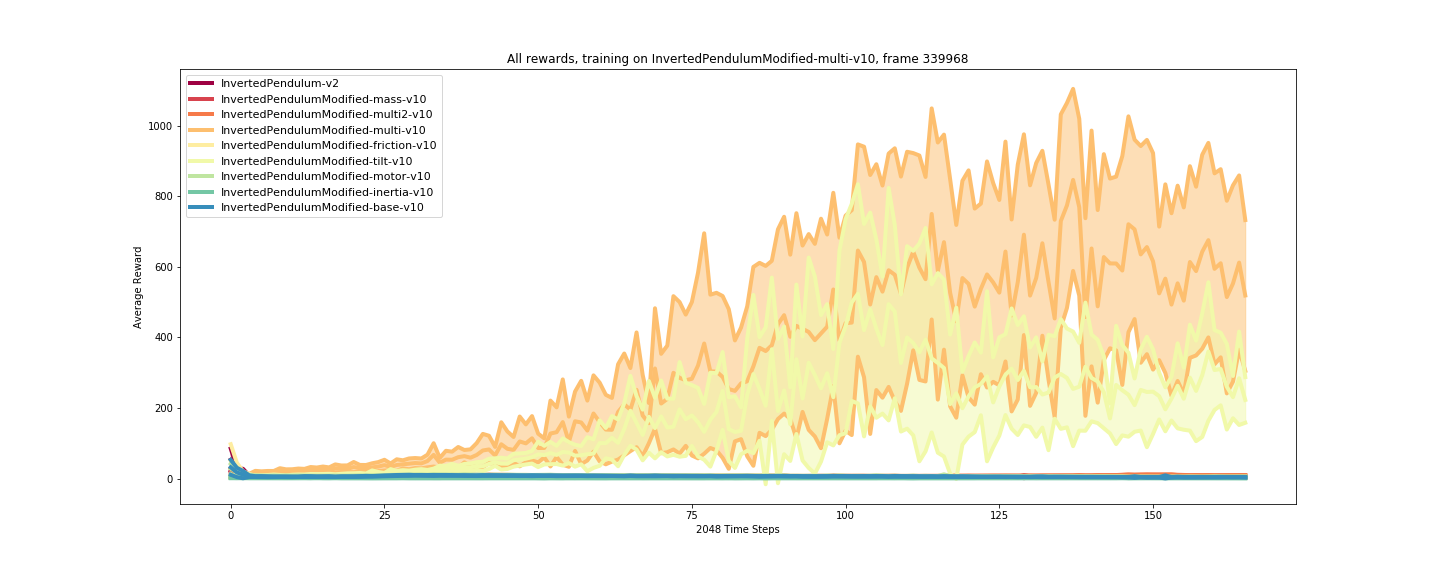 All rewards, training on InvertedPendulumModified-multi-v10, frame 339968
InvertedPendulum-v2
InvertedPendulumModified-mass-v10
InvertedPendulumModified-multi2-v10
InvertedPendulumModified-multi-v10
InvertedPendulumModified-friction-v10
InvertedPendulumModified-tilt-v10
InvertedPendulumModified-motor-v10
InvertedPendulumModified-inertia-v10
InvertedPendulumModified-base-v10
Average Reward
1000
800
600
400
200
0
0 25 50 75 100 125 150
2048 Time Steps